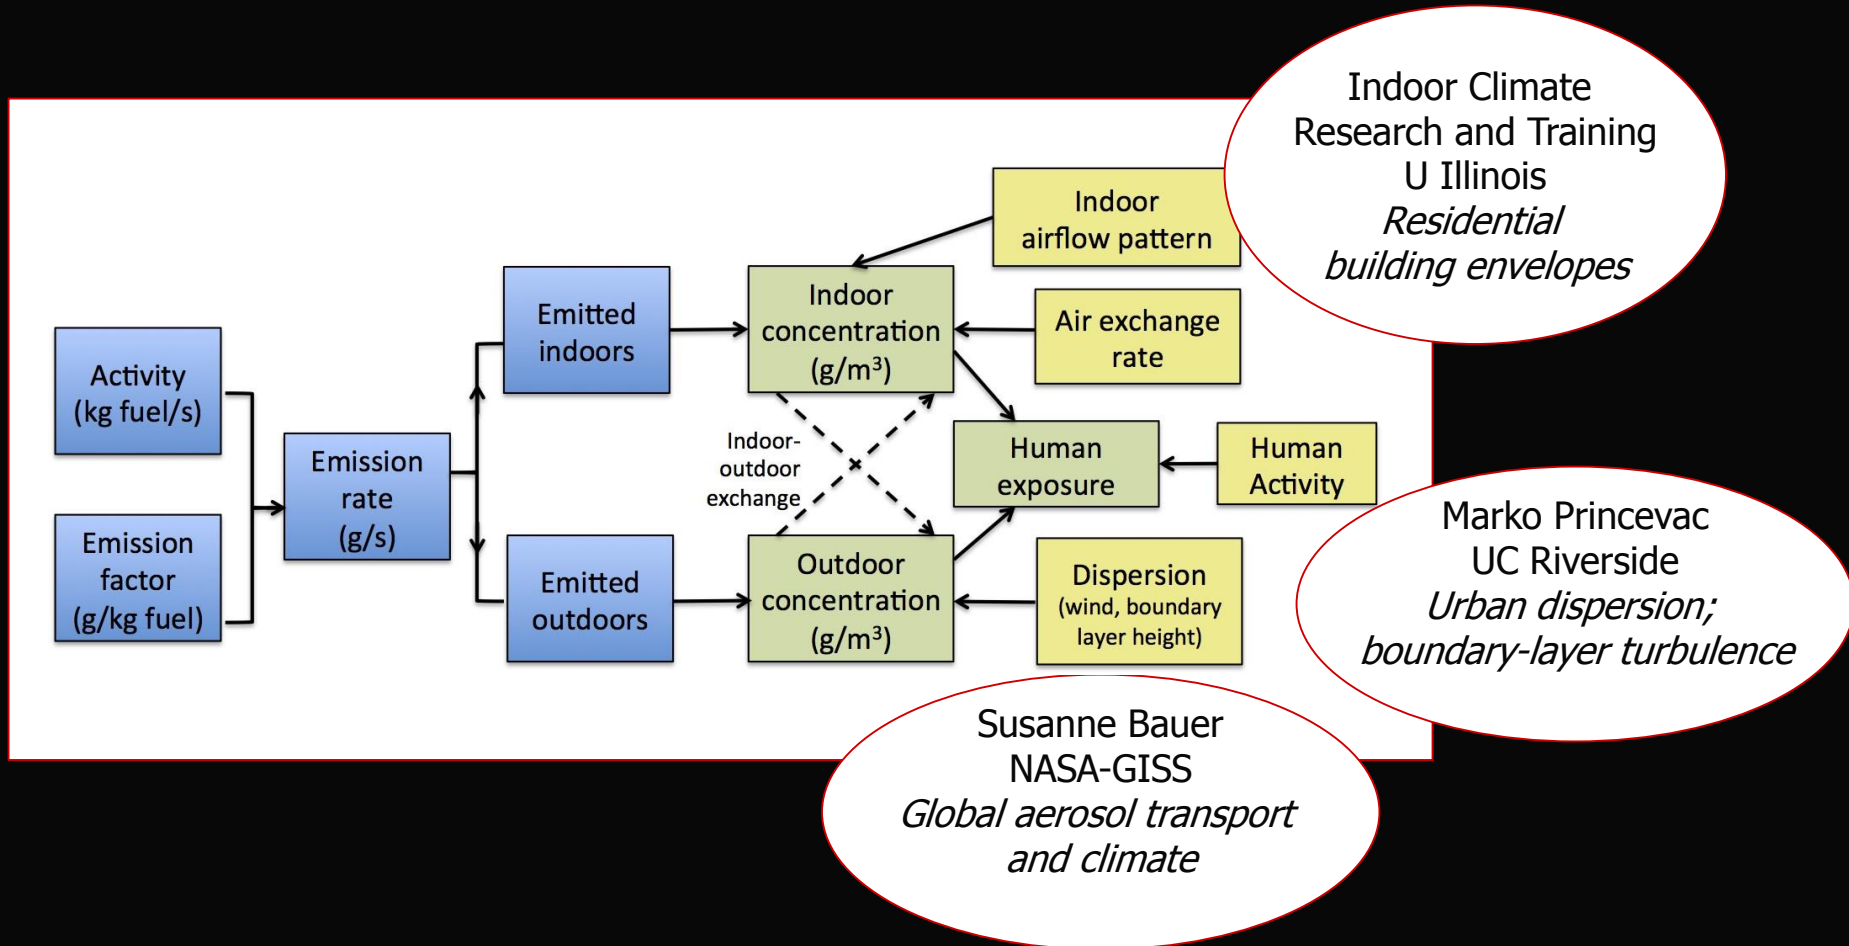 Activity
(kg fuel/s)
Emission
factor
(g/kg fuel)
Emission
rate
(g/s)
Emitted
indoors
Emitted
outdoors
Indoor
concentration
(g/m³)
Indoor-
outdoor
exchange
Outdoor
concentration
(g/m³)
Indoor
airflow pattern
Air exchange
rate
Human
exposure
Human
Activity
Dispersion
(wind, boundary
layer height)
Indoor Climate
Research and Training
U Illinois
Residential
building envelopes
Marko Princevac
UC Riverside
Urban dispersion;
boundary-layer turbulence
Susanne Bauer
NASA-GISS
Global aerosol transport
and climate